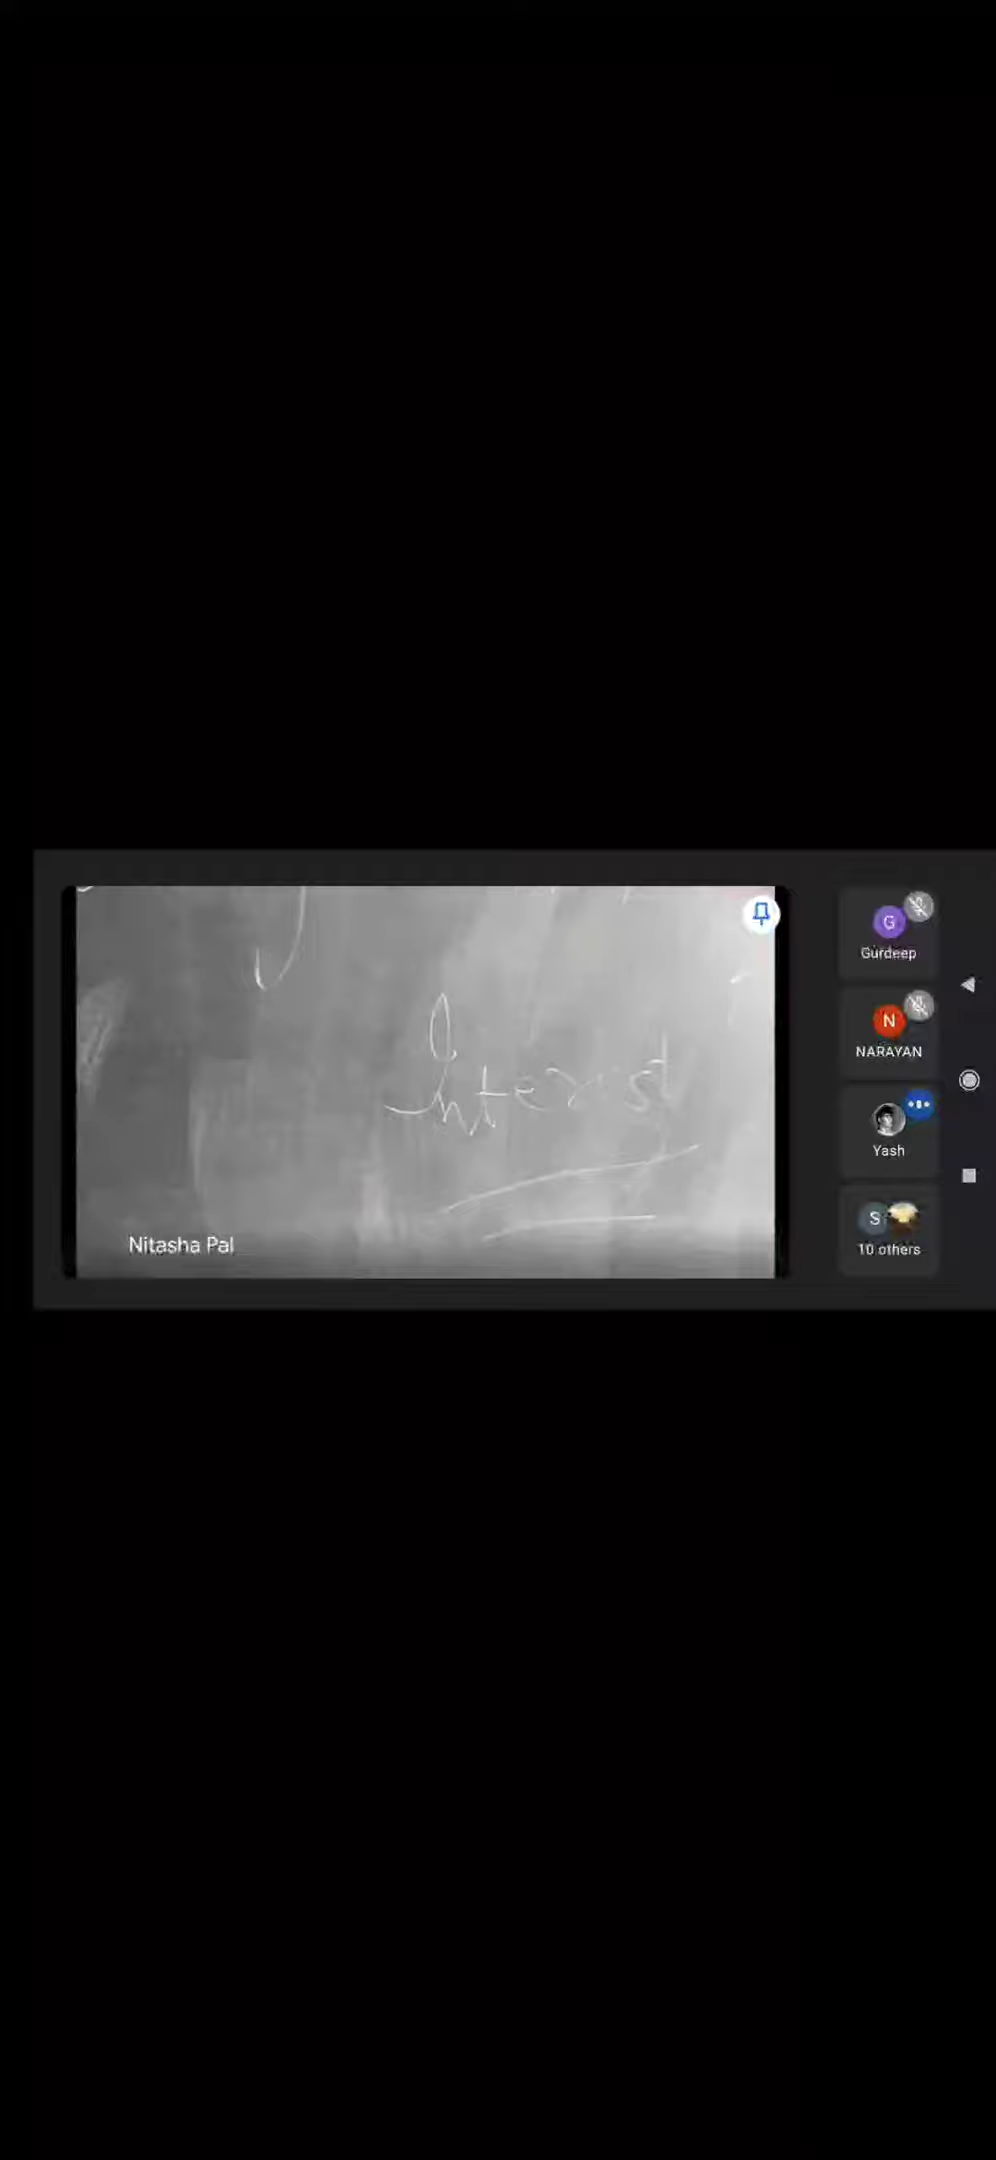 Interest
Nitasha Pal
G
Gurdeep
N
NARAYAN
Yash
S
10 others